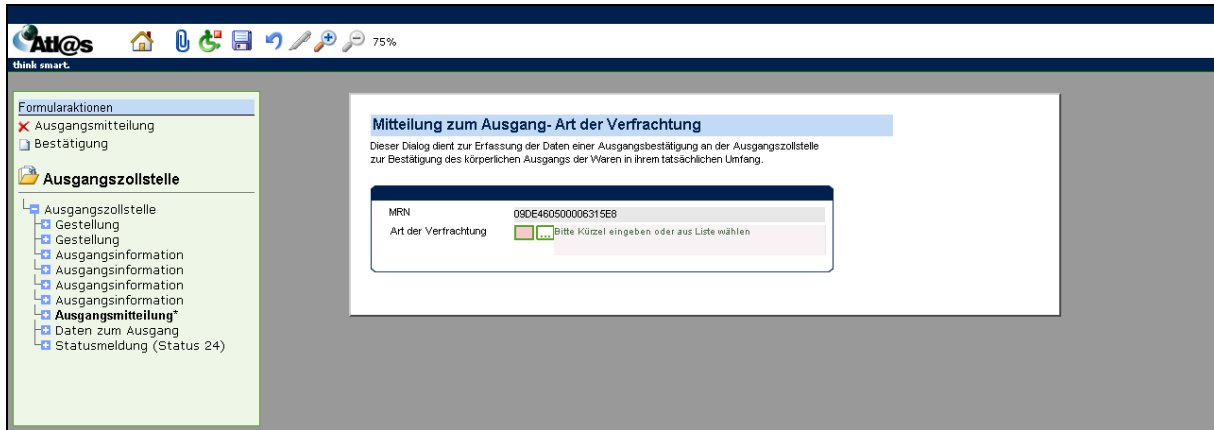 Atl@s
75%
think smart.
Formularaktionen
Ausgangsmitteilung
Bestätigung
Ausgangszollstelle
Ausgangszollstelle
Gestellung
Gestellung
Ausgangsinformation
Ausgangsinformation
Ausgangsinformation
Ausgangsinformation
Ausgangsmitteilung*
Daten zum Ausgang
Statusmeldung (Status 24)
Mitteilung zum Ausgang- Art der Verfrachtung
Dieser Dialog dient zur Erfassung der Daten einer Ausgangsbestätigung an der Ausgangszollstelle
zur Bestätigung des körperlichen Ausgangs der Waren in ihrem tatsächlichen Umfang.
MRN 09DE460500006315E8
Art der Verfrachtung ... Bitte Kürzel eingeben oder aus Liste wählen